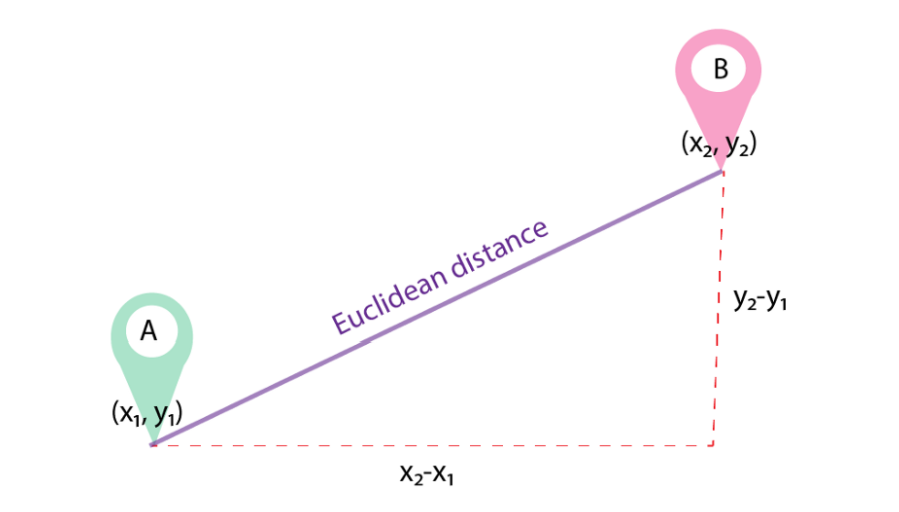 B
(x₂, y₂)
Euclidean distance
y₂-y₁
A
(x₁, y₁)
x₂-x₁